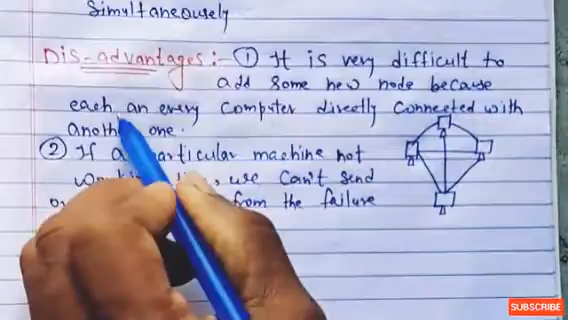 Simultaneously
Dis-advantages :- ① It is very difficult to
add some new node because
each an every computer directly connected with
anoth one.
② If a particular machine not
we can't send
from the failure
SUBSCRIBE